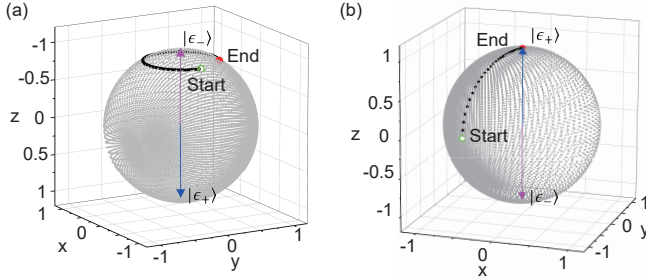 (a)
|ϵ₋⟩
End
Start
-1
-0.5
z 0
0.5
1
|ϵ₊⟩
1 0 -1
x
-1 0 1
y
(b)
|ϵ₊⟩
End
1
0.5
z 0
Start
-0.5
-1
|ϵ₋⟩
-1 0 1
x
-1 0 1
y